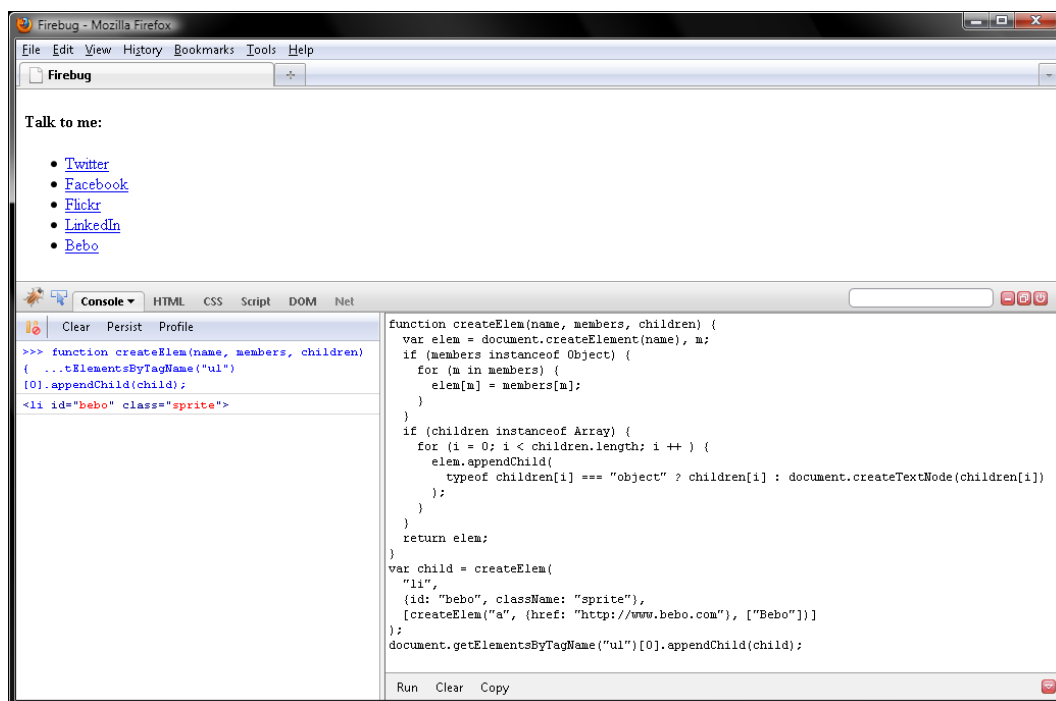 Firebug - Mozilla Firefox
File Edit View History Bookmarks Tools Help
Firebug
Talk to me:
• Twitter
• Facebook
• Flickr
• LinkedIn
• Bebo
Console HTML CSS Script DOM Net
Clear Persist Profile
>>> function createElem(name, members, children)
{ ...tElementsByTagName("ul")
[0].appendChild(child);
<li id="bebo" class="sprite">
function createElem(name, members, children) {
  var elem = document.createElement(name), m;
  if (members instanceof Object) {
    for (m in members) {
      elem[m] = members[m];
    }
  }
  if (children instanceof Array) {
    for (i = 0; i < children.length; i ++ ) {
      elem.appendChild(
        typeof children[i] === "object" ? children[i] : document.createTextNode(children[i])
      );
    }
  }
  return elem;
}
var child = createElem(
  "li",
  {id: "bebo", className: "sprite"},
  [createElem("a", {href: "http://www.bebo.com"}, ["Bebo"])]
);
document.getElementsByTagName("ul")[0].appendChild(child);
Run Clear Copy